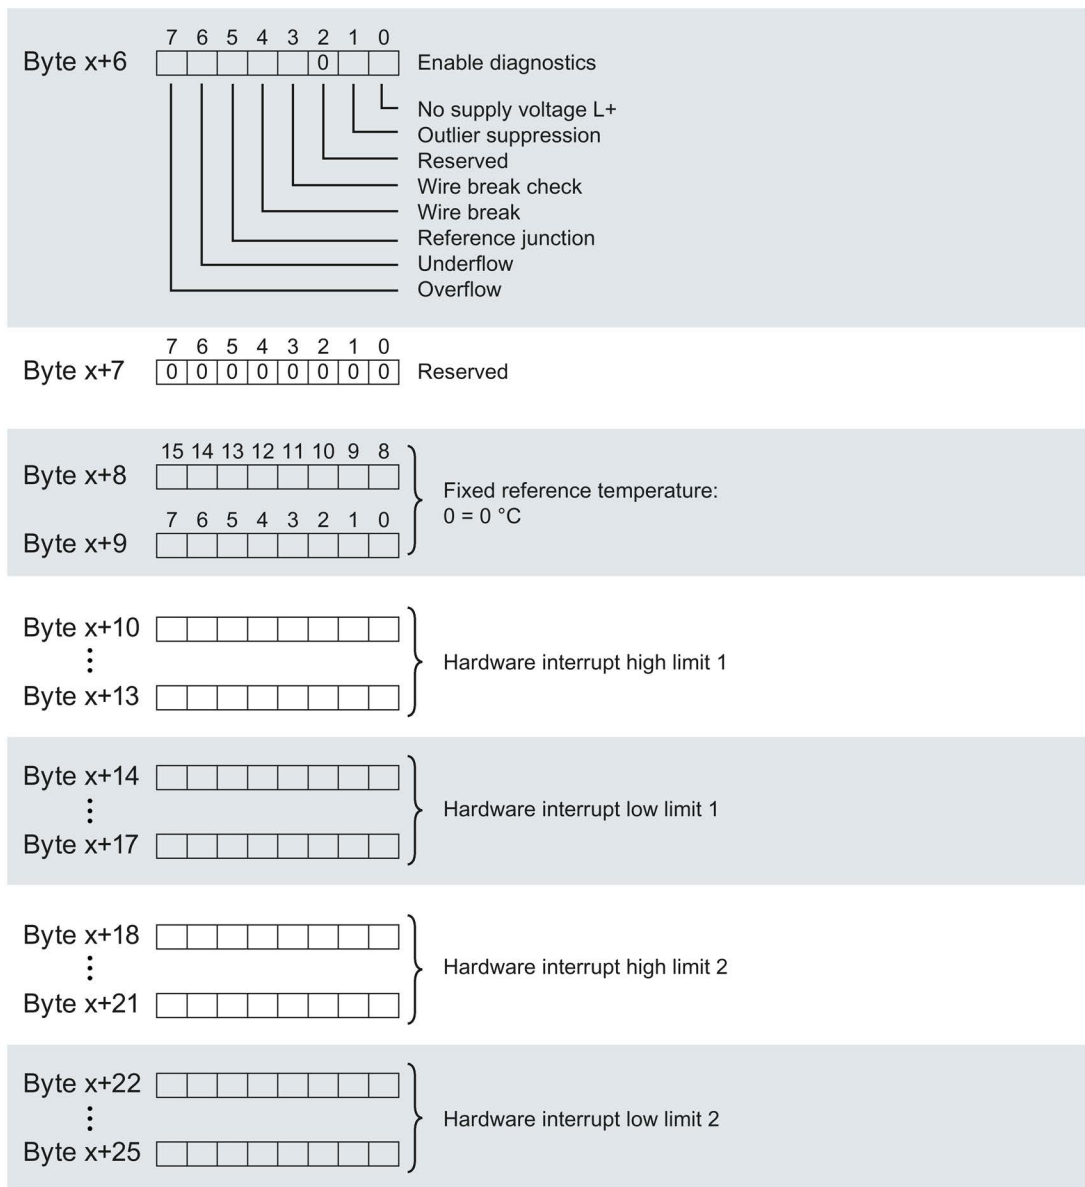 7 6 5 4 3 2 1 0
Byte x+6 0 Enable diagnostics
No supply voltage L+
Outlier suppression
Reserved
Wire break check
Wire break
Reference junction
Underflow
Overflow
7 6 5 4 3 2 1 0
Byte x+7 0 0 0 0 0 0 0 0 Reserved
15 14 13 12 11 10 9 8
Byte x+8
Fixed reference temperature:
0 = 0 °C
7 6 5 4 3 2 1 0
Byte x+9
Byte x+10
Hardware interrupt high limit 1
Byte x+13
Byte x+14
Hardware interrupt low limit 1
Byte x+17
Byte x+18
Hardware interrupt high limit 2
Byte x+21
Byte x+22
Hardware interrupt low limit 2
Byte x+25